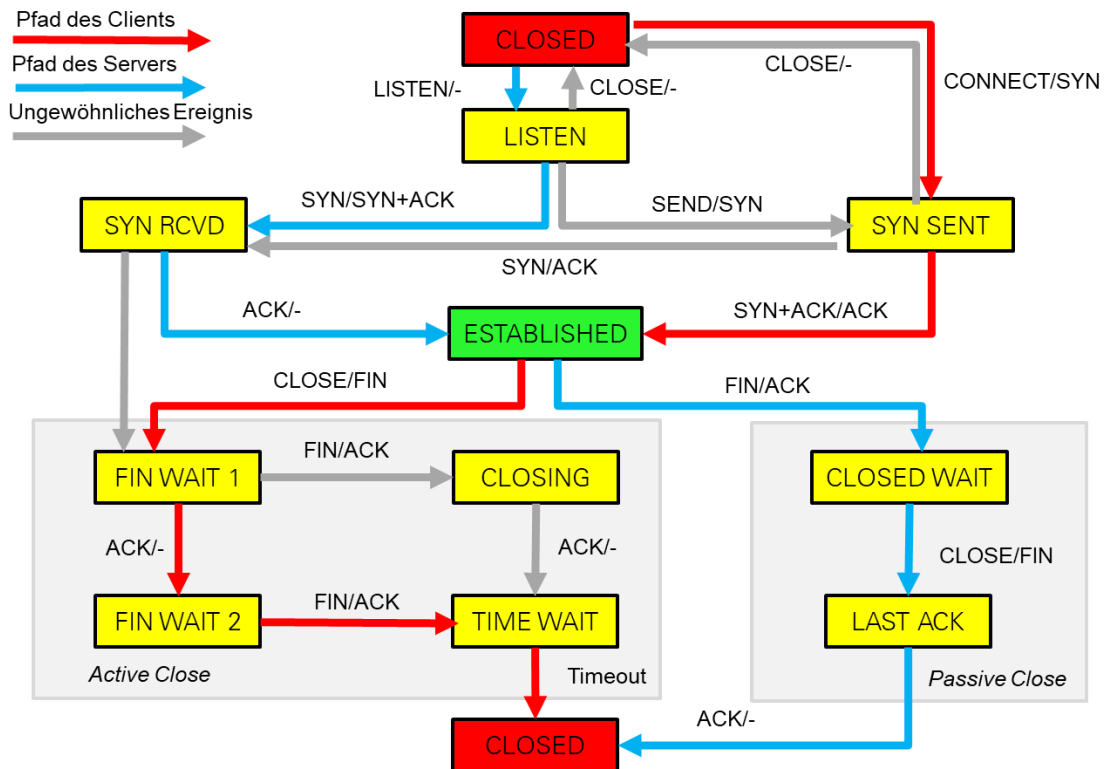 Pfad des Clients
Pfad des Servers
Ungewöhnliches Ereignis
CLOSED
LISTEN/-
CLOSE/-
CLOSE/-
CONNECT/SYN
LISTEN
SYN/SYN+ACK
SEND/SYN
SYN RCVD
SYN SENT
SYN/ACK
ACK/-
SYN+ACK/ACK
ESTABLISHED
CLOSE/FIN
FIN/ACK
FIN WAIT 1
FIN/ACK
CLOSING
CLOSED WAIT
ACK/-
ACK/-
CLOSE/FIN
FIN WAIT 2
FIN/ACK
TIME WAIT
LAST ACK
Active Close
Timeout
Passive Close
CLOSED
ACK/-